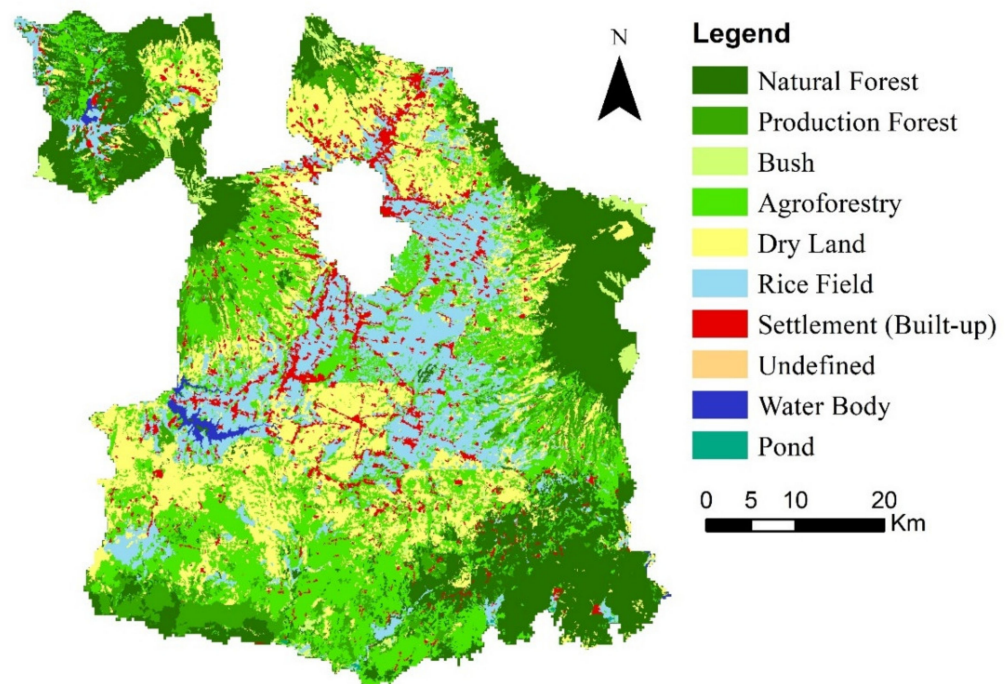 N
Legend
Natural Forest
Production Forest
Bush
Agroforestry
Dry Land
Rice Field
Settlement (Built-up)
Undefined
Water Body
Pond
0 5 10 20
Km